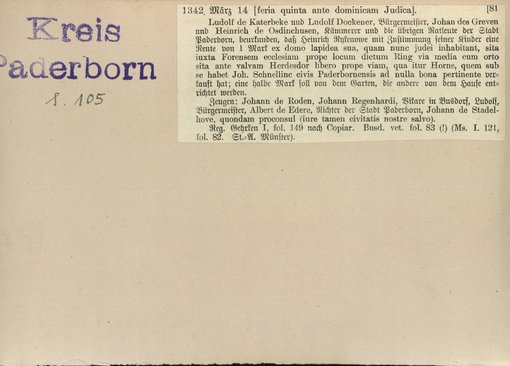 Kreis
Paderborn
S. 105
1342, März 14 [feria quinta ante dominicam Judica]. [81
Ludolf de Katerbeke und Ludolf Dockener, Bürgermeister, Johan des Greven
und Heinrich de Osdinchusen, Kämmerer und die übrigen Ratleute der Stadt
Paderborn, beurkunden, daß Heinrich Rysenowe mit Zustimmung seiner Kinder eine
Rente von 1 Mark ex domo lapidea sua, quam nunc judei inhabitant, sita
iuxta Forensem ecclesiam prope locum dictum Ring via media cum orto
sita ante valvam Herdesdor libero prope viam, qua itur Horne, quem sub
se habet Joh. Schnelline civis Paderbornensis ad nulla bona pertinente ver-
kauft hat; eine halbe Mark soll von dem Garten, die andere von dem Hause ent-
richtet werden.
Zeugen: Johann de Roden, Johann Regenhardi, Vikare in Busdorf, Ludolf,
Bürgermeister, Albert de Edere, Richter der Stadt Paderborn, Johann de Stadel-
hove, quondam proconsul (iure tamen civitatis nostre salvo).
Reg. Gehrken I, fol. 149 nach Copiar. Busd. vet. fol. 83 (!) (Ms. I. 121,
fol. 82. St.-A. Münster).